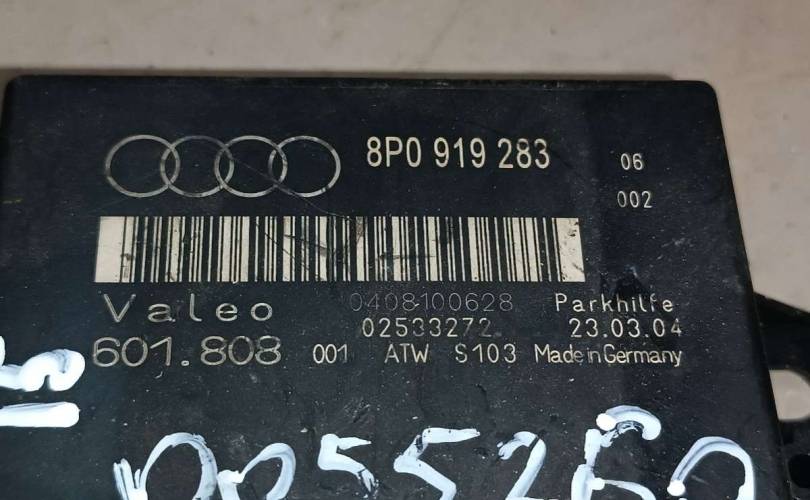 8P0 919 283 06
002
0408100628 Parkhilfe
Valeo
02533272 23.03.04
601.808 001 ATW S103 Made in Germany